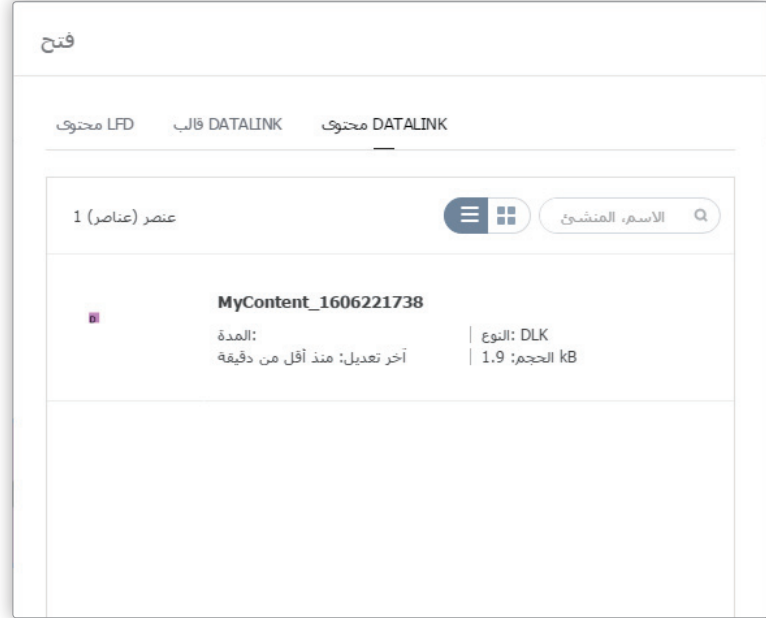 فتح
محتوى LFD
قالب DATALINK
محتوى DATALINK
1 عنصر (عناصر)
الاسم، المنشئ
MyContent_1606221738
المدة:
النوع: DLK
آخر تعديل: منذ أقل من دقيقة
الحجم: 1.9 kB